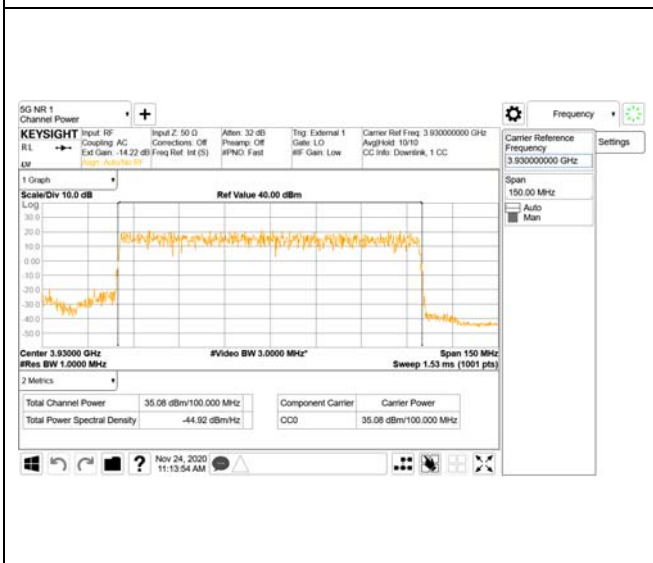 5G NR 1
Channel Power
KEYSIGHT Input: RF Input Z: 50 Ω Atten: 32 dB Trig: External 1 Carrier Ref Freq: 3.930000000 GHz
RL Coupling: AC Corrections: Off Preamp: Off Gate: LO Avg|Hold: 10/10
Ext Gain: -14.22 dB Freq Ref: Int (S) #PNO: Fast #IF Gain: Low CC Info: Downlink, 1 CC
Align: Auto/No RF
Frequency
Carrier Reference
Frequency
3.930000000 GHz
Settings
Span
150.00 MHz
Auto
Man
1 Graph
Scale/Div 10.0 dB Ref Value 40.00 dBm
Log
30.0
20.0
10.0
0.00
-10.0
-20.0
-30.0
-40.0
-50.0
Center 3.93000 GHz #Video BW 3.0000 MHz* Span 150 MHz
#Res BW 1.0000 MHz Sweep 1.53 ms (1001 pts)
2 Metrics
Total Channel Power 35.08 dBm/100.000 MHz Component Carrier Carrier Power
Total Power Spectral Density -44.92 dBm/Hz CC0 35.08 dBm/100.000 MHz
? Nov 24, 2020
11:13:54 AM